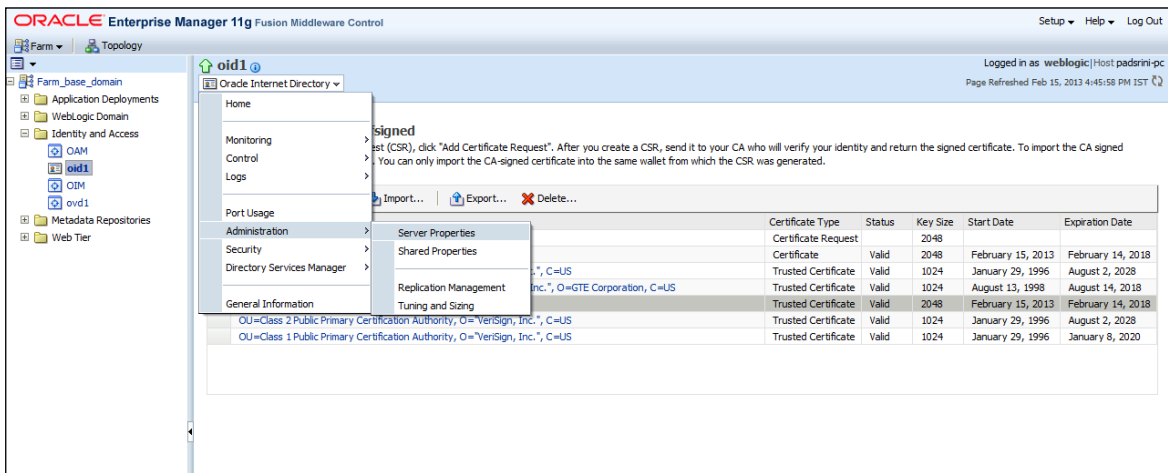 ORACLE Enterprise Manager 11g Fusion Middleware Control
Setup Help Log Out
Farm Topology
Farm_base_domain
Application Deployments
WebLogic Domain
Identity and Access
OAM
oid1
OIM
ovd1
Metadata Repositories
Web Tier
oid1
Logged in as weblogic|Host padsrini-pc
Oracle Internet Directory
Page Refreshed Feb 15, 2013 4:45:58 PM IST
Home
Monitoring
Control
Logs
Port Usage
Administration
Security
Directory Services Manager
General Information
Server Properties
Shared Properties
Replication Management
Tuning and Sizing
fsigned
est (CSR), click "Add Certificate Request". After you create a CSR, send it to your CA who will verify your identity and return the signed certificate. To import the CA signed
. You can only import the CA-signed certificate into the same wallet from which the CSR was generated.
Import... Export... Delete...
Certificate Type Status Key Size Start Date Expiration Date
Certificate Request 2048
Certificate Valid 2048 February 15, 2013 February 14, 2018
.", C=US Trusted Certificate Valid 1024 January 29, 1996 August 2, 2028
Inc.", O=GTE Corporation, C=US Trusted Certificate Valid 1024 August 13, 1998 August 14, 2018
Trusted Certificate Valid 2048 February 15, 2013 February 14, 2018
OU=Class 2 Public Primary Certification Authority, O="VeriSign, Inc.", C=US Trusted Certificate Valid 1024 January 29, 1996 August 2, 2028
OU=Class 1 Public Primary Certification Authority, O="VeriSign, Inc.", C=US Trusted Certificate Valid 1024 January 29, 1996 January 8, 2020